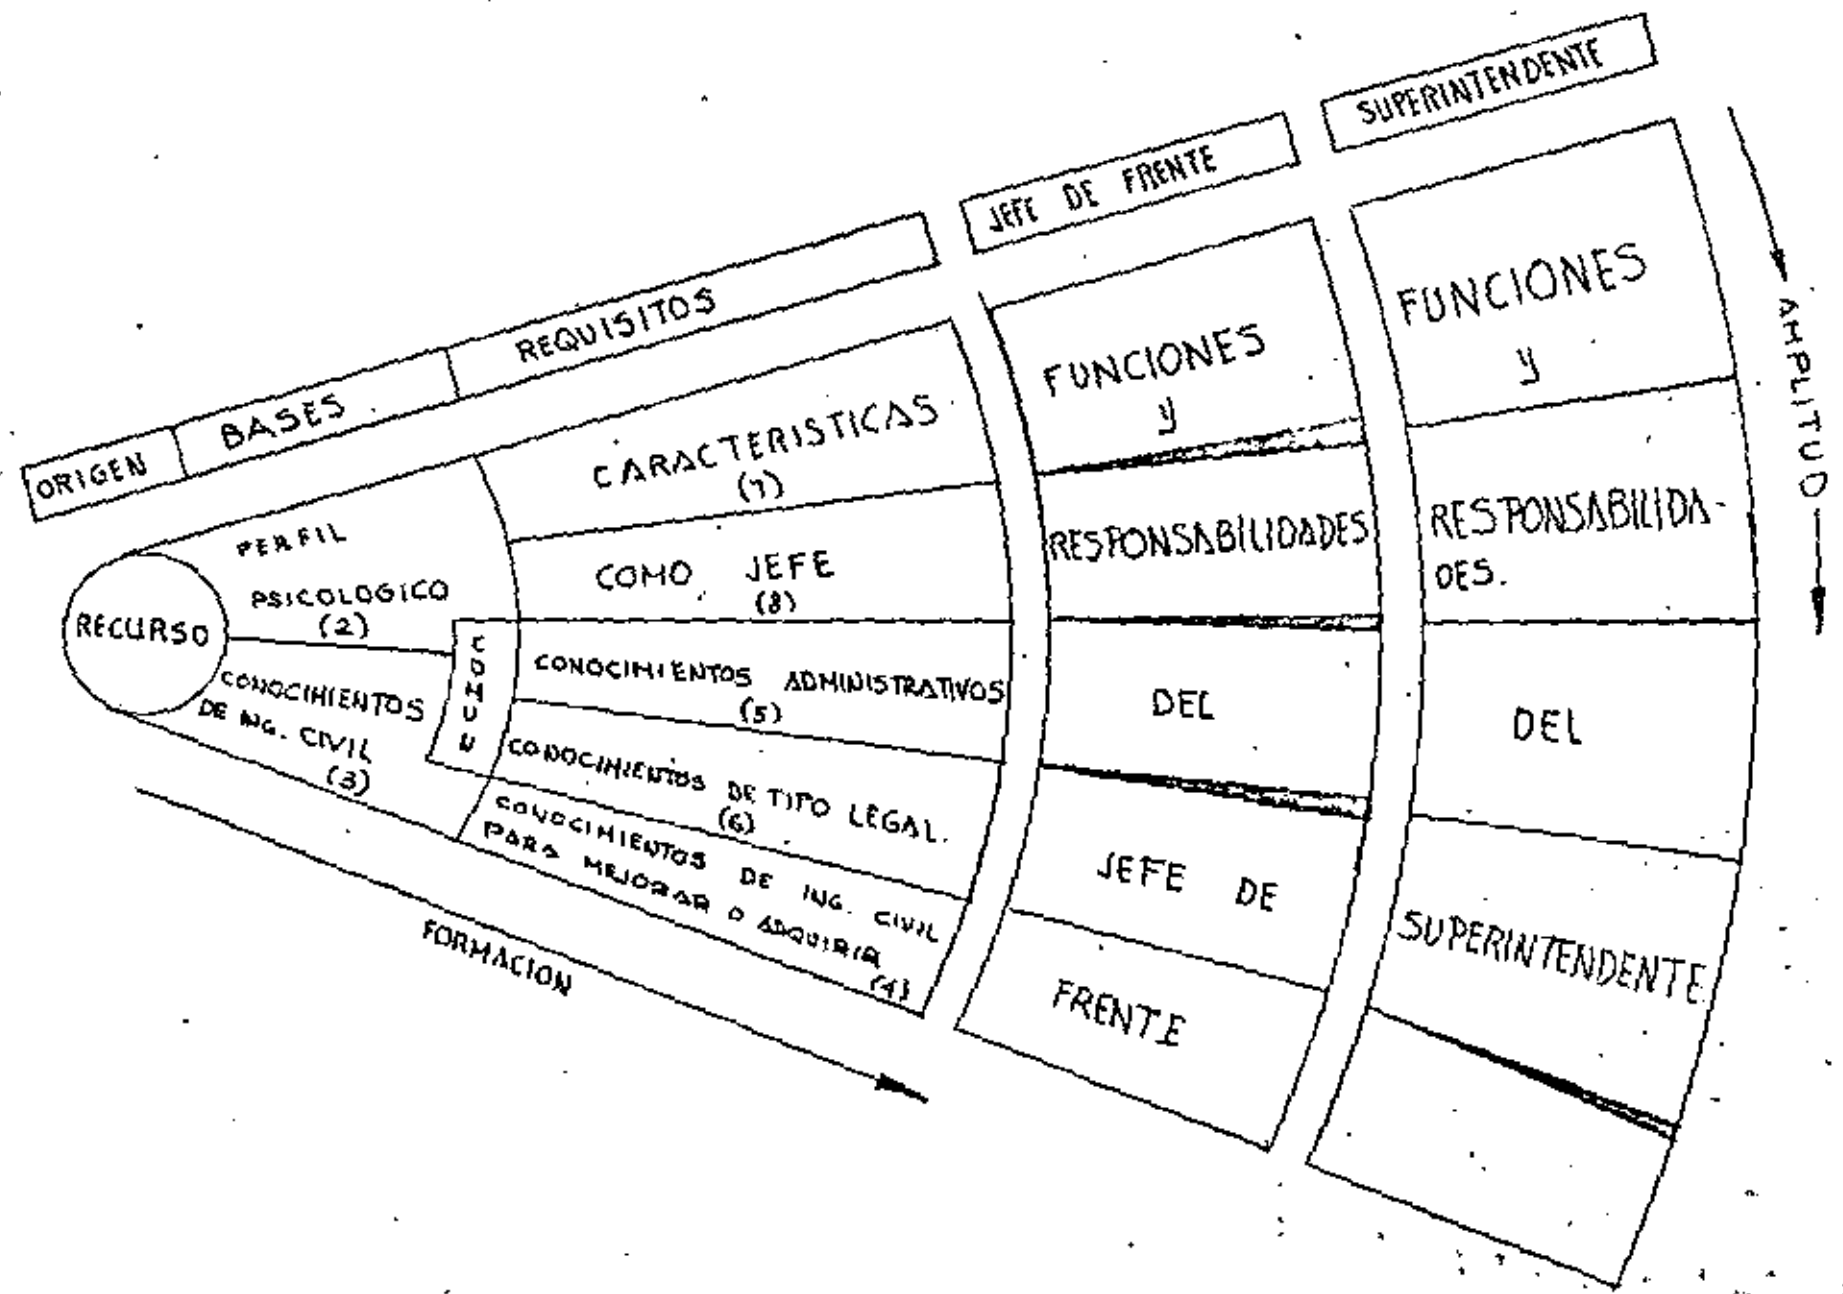 ORIGEN
BASES
REQUISITOS
JEFE DE FRENTE
SUPERINTENDENTE
RECURSO
PERFIL
PSICOLOGICO
(2)
CONOCIMIENTOS
DE ING. CIVIL
(3)
COMUN
CARACTERISTICAS
(7)
COMO JEFE
(8)
CONOCIMIENTOS ADMINISTRATIVOS
(5)
CONOCIMIENTOS DE TIPO LEGAL.
(6)
CONOCIMIENTOS DE ING. CIVIL
PARA MEJORAR O ADQUIRIR
(4)
FUNCIONES
y
RESPONSABILIDADES
DEL
JEFE DE
FRENTE
FUNCIONES
y
RESPONSABILIDA-
DES.
DEL
SUPERINTENDENTE
AMPLITUD
FORMACION